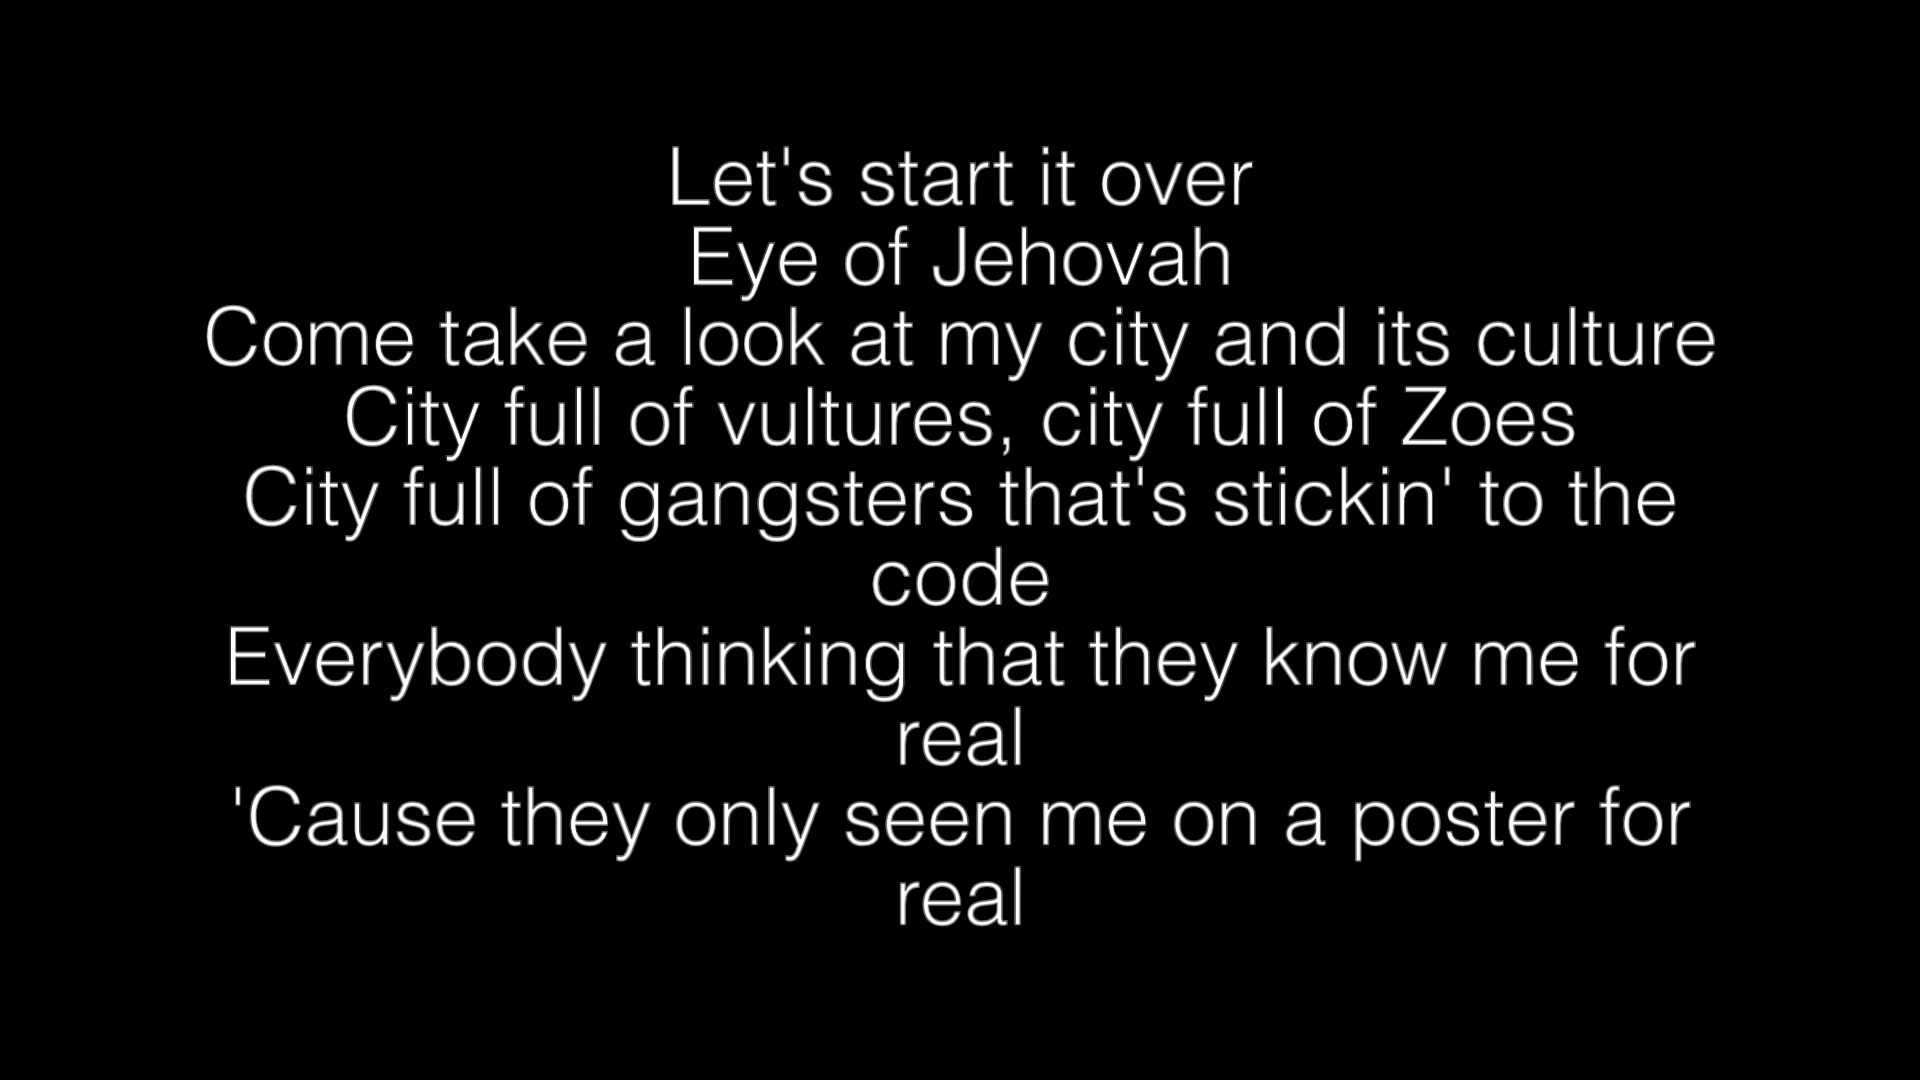 Let's start it over
Eye of Jehovah
Come take a look at my city and its culture
City full of vultures, city full of Zoes
City full of gangsters that's stickin' to the
code
Everybody thinking that they know me for
real
'Cause they only seen me on a poster for
real